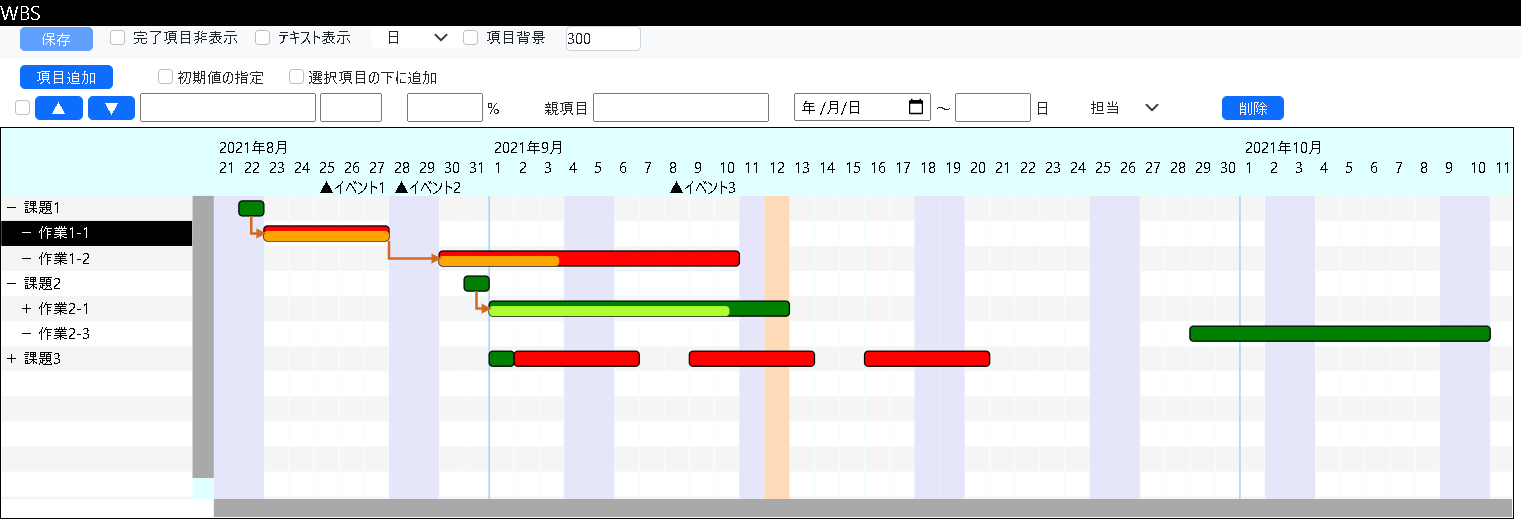 WBS
保存 完了項目非表示 テキスト表示 日 項目背景 300
項目追加 初期値の指定 選択項目の下に追加
▲ ▼ % 親項目 年/月/日 ～ 日 担当 削除
2021年8月 2021年9月 2021年10月
21 22 23 24 25 26 27 28 29 30 31 1 2 3 4 5 6 7 8 9 10 11 12 13 14 15 16 17 18 19 20 21 22 23 24 25 26 27 28 29 30 1 2 3 4 5 6 7 8 9 10 11
▲イベント1 ▲イベント2 ▲イベント3
− 課題1
− 作業1-1
− 作業1-2
− 課題2
+ 作業2-1
− 作業2-3
+ 課題3